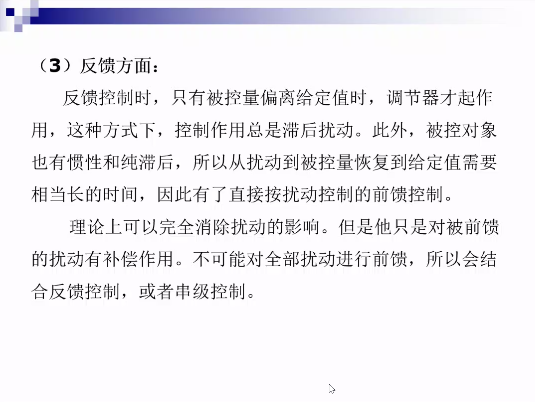 （3）反馈方面：
反馈控制时，只有被控量偏离给定值时，调节器才起作
用，这种方式下，控制作用总是滞后扰动。此外，被控对象
也有惯性和纯滞后，所以从扰动到被控量恢复到给定值需要
相当长的时间，因此有了直接按扰动控制的前馈控制。
理论上可以完全消除扰动的影响。但是他只是对被前馈
的扰动有补偿作用。不可能对全部扰动进行前馈，所以会结
合反馈控制，或者串级控制。